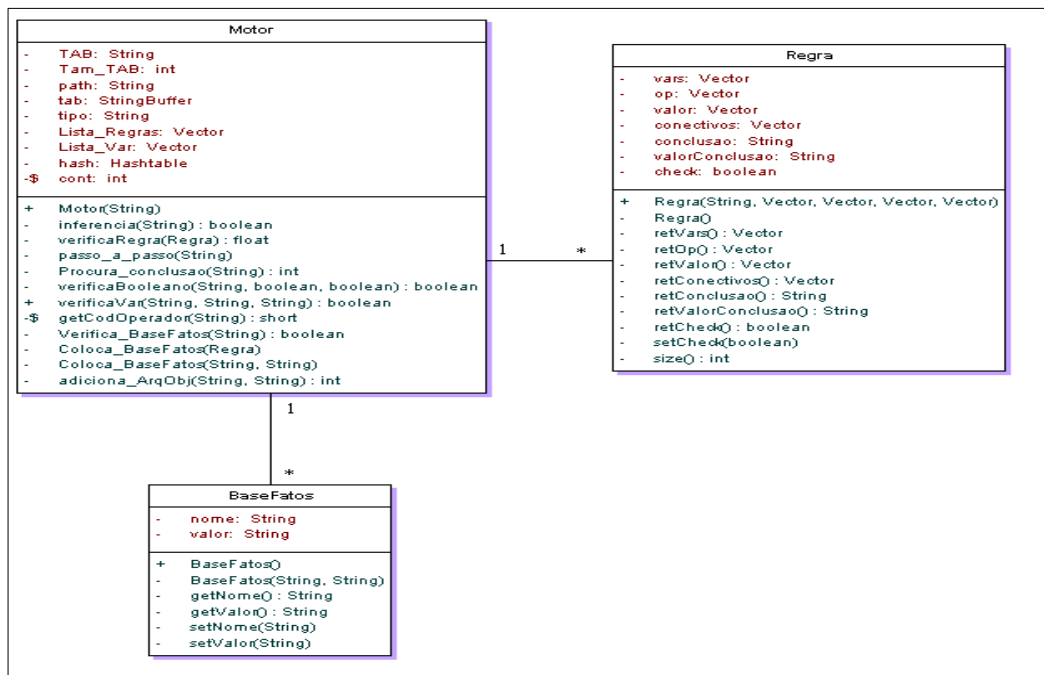 Motor
- TAB: String
- Tam_TAB: int
- path: String
- tab: StringBuffer
- tipo: String
- Lista_Regras: Vector
- Lista_Var: Vector
- hash: Hashtable
-$ cont: int
+ Motor(String)
- inferencia(String) : boolean
- verificaRegra(Regra) : float
- passo_a_passo(String)
- Procura_conclusao(String) : int
- verificaBooleano(String, boolean, boolean) : boolean
+ verificaVar(String, String, String) : boolean
-$ getCodOperador(String) : short
- Verifica_BaseFatos(String) : boolean
- Coloca_BaseFatos(Regra)
- Coloca_BaseFatos(String, String)
- adiciona_ArqObj(String, String) : int
1 *
Regra
- vars: Vector
- op: Vector
- valor: Vector
- conectivos: Vector
- conclusao: String
- valorConclusao: String
- check: boolean
+ Regra(String, Vector, Vector, Vector, Vector)
- Regra()
- retVars() : Vector
- retOp() : Vector
- retValor() : Vector
- retConectivos() : Vector
- retConclusao() : String
- retValorConclusao() : String
- retCheck() : boolean
- setCheck(boolean)
- size() : int
1
*
BaseFatos
- nome: String
- valor: String
+ BaseFatos()
- BaseFatos(String, String)
- getNome() : String
- getValor() : String
- setNome(String)
- setValor(String)